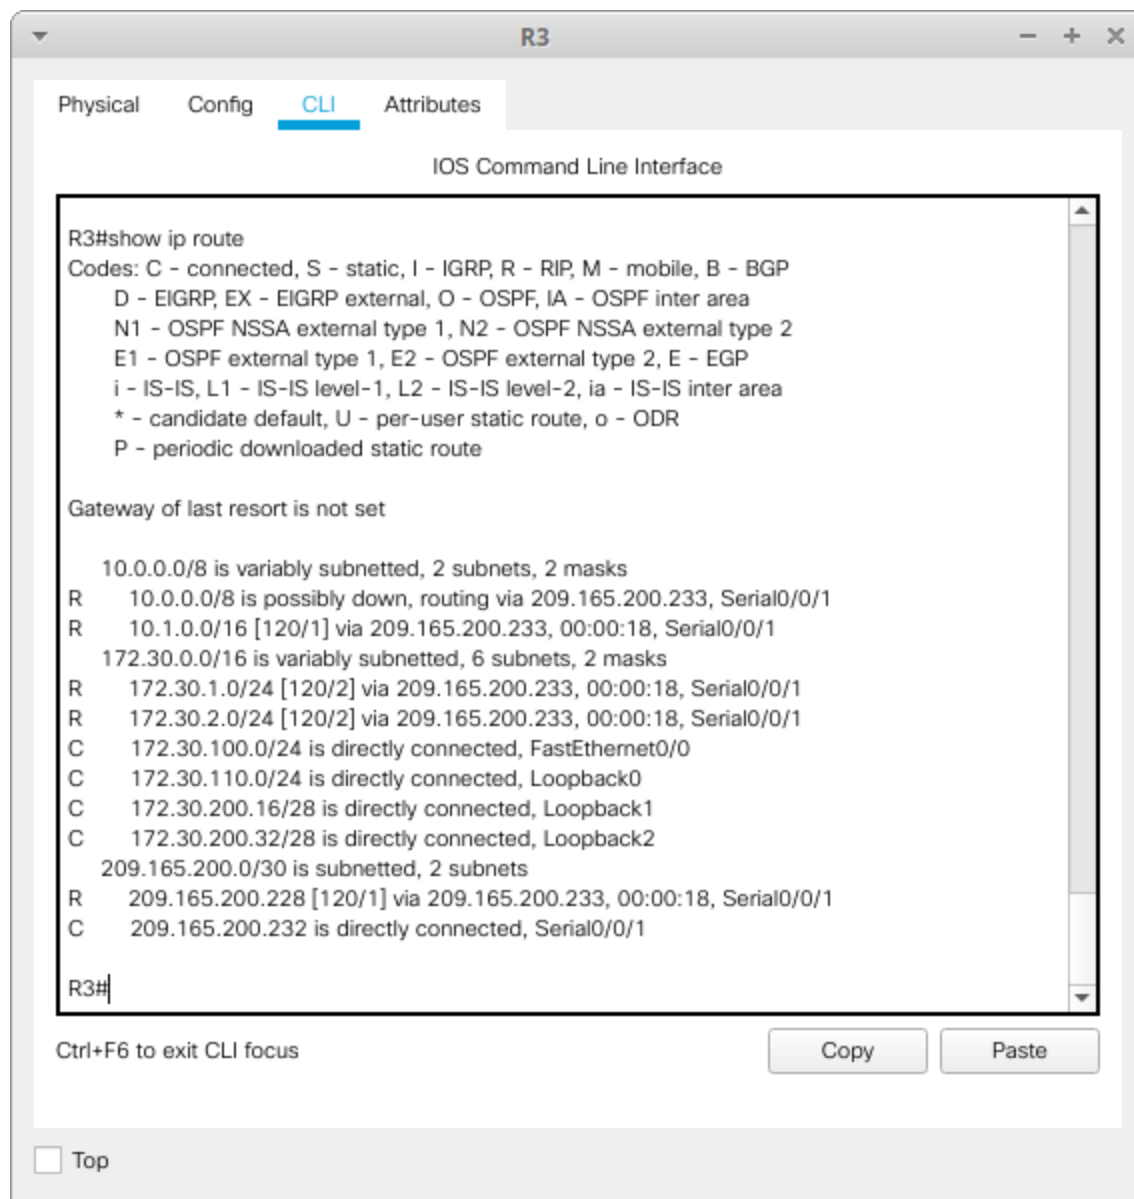 R3
Physical Config CLI Attributes
IOS Command Line Interface
R3#show ip route
Codes: C - connected, S - static, I - IGRP, R - RIP, M - mobile, B - BGP
D - EIGRP, EX - EIGRP external, O - OSPF, IA - OSPF inter area
N1 - OSPF NSSA external type 1, N2 - OSPF NSSA external type 2
E1 - OSPF external type 1, E2 - OSPF external type 2, E - EGP
i - IS-IS, L1 - IS-IS level-1, L2 - IS-IS level-2, ia - IS-IS inter area
* - candidate default, U - per-user static route, o - ODR
P - periodic downloaded static route
Gateway of last resort is not set
10.0.0.0/8 is variably subnetted, 2 subnets, 2 masks
R 10.0.0.0/8 is possibly down, routing via 209.165.200.233, Serial0/0/1
R 10.1.0.0/16 [120/1] via 209.165.200.233, 00:00:18, Serial0/0/1
172.30.0.0/16 is variably subnetted, 6 subnets, 2 masks
R 172.30.1.0/24 [120/2] via 209.165.200.233, 00:00:18, Serial0/0/1
R 172.30.2.0/24 [120/2] via 209.165.200.233, 00:00:18, Serial0/0/1
C 172.30.100.0/24 is directly connected, FastEthernet0/0
C 172.30.110.0/24 is directly connected, Loopback0
C 172.30.200.16/28 is directly connected, Loopback1
C 172.30.200.32/28 is directly connected, Loopback2
209.165.200.0/30 is subnetted, 2 subnets
R 209.165.200.228 [120/1] via 209.165.200.233, 00:00:18, Serial0/0/1
C 209.165.200.232 is directly connected, Serial0/0/1
R3#
Ctrl+F6 to exit CLI focus Copy Paste
Top